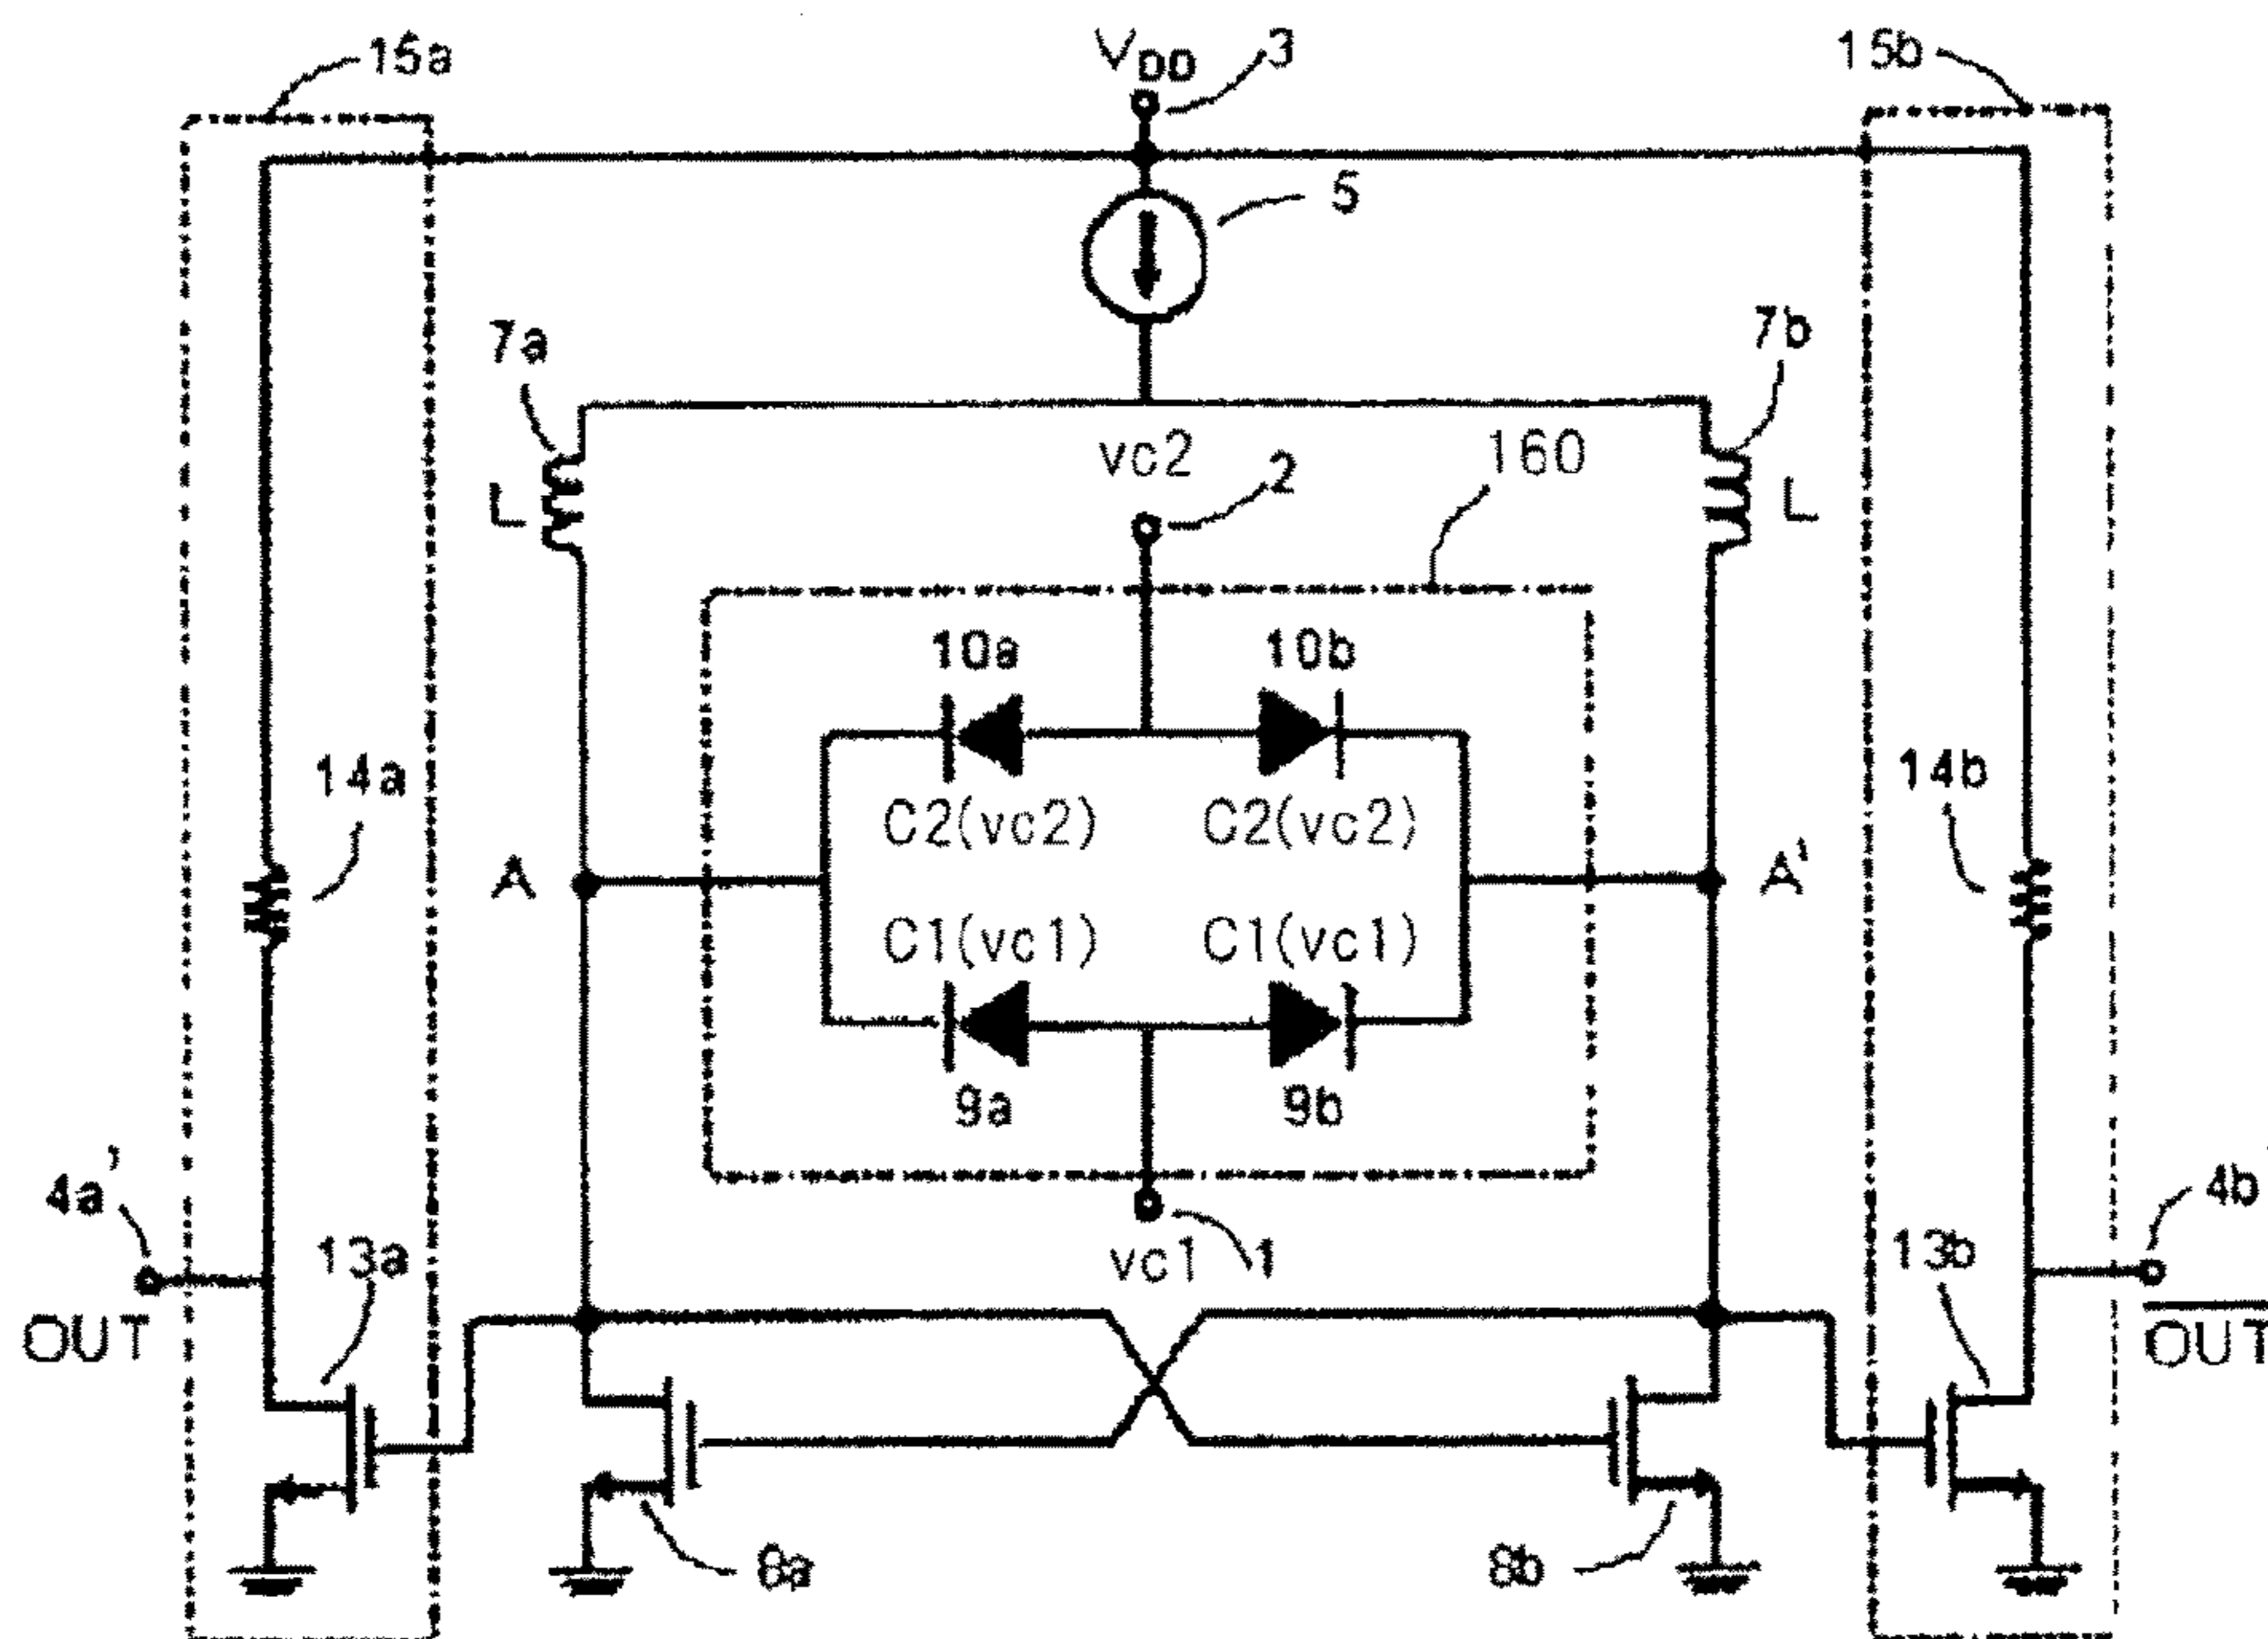 15a
V_DD
3
15b
5
7a
7b
vc2
160
2
L
L
10a
10b
14a
14b
C2(vc2)
C2(vc2)
A
A'
C1(vc1)
C1(vc1)
9a
9b
4a'
4b'
13a
vc1
1
13b
OUT
OUT
8a
8b